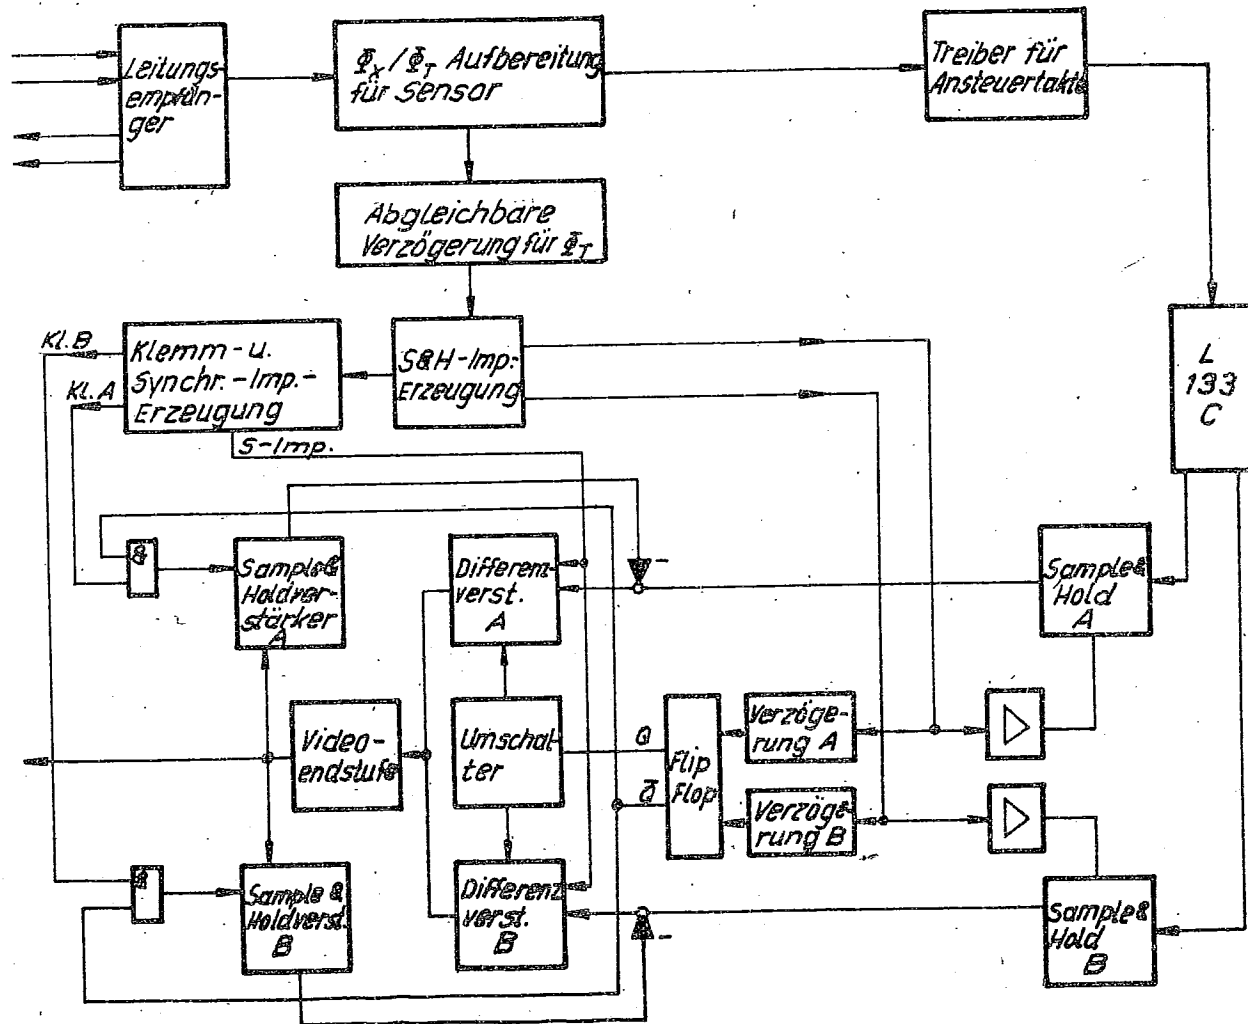 Leitungs-
empfän-
ger
Φx/ΦT Aufbereitung
für Sensor
Treiber für
Ansteuertakte
Abgleichbare
Verzögerung für ΦT
Kl.B
Kl.A
Klemm- u.
Synchr.-Imp.-
Erzeugung
S&H-Imp.-
Erzeugung
L
133
C
S-Imp.
&
Sample&
Holdver-
stärker
A
Differenz-
verst.
A
-
Sample&
Hold
A
Video-
endstufe
Umschal-
ter
Q
Q̄
Flip
Flop
Verzöge-
rung A
Verzöge-
rung B
&
Sample &
Holdverst.
B
Differenz
verst.
B
-
Sample&
Hold
B